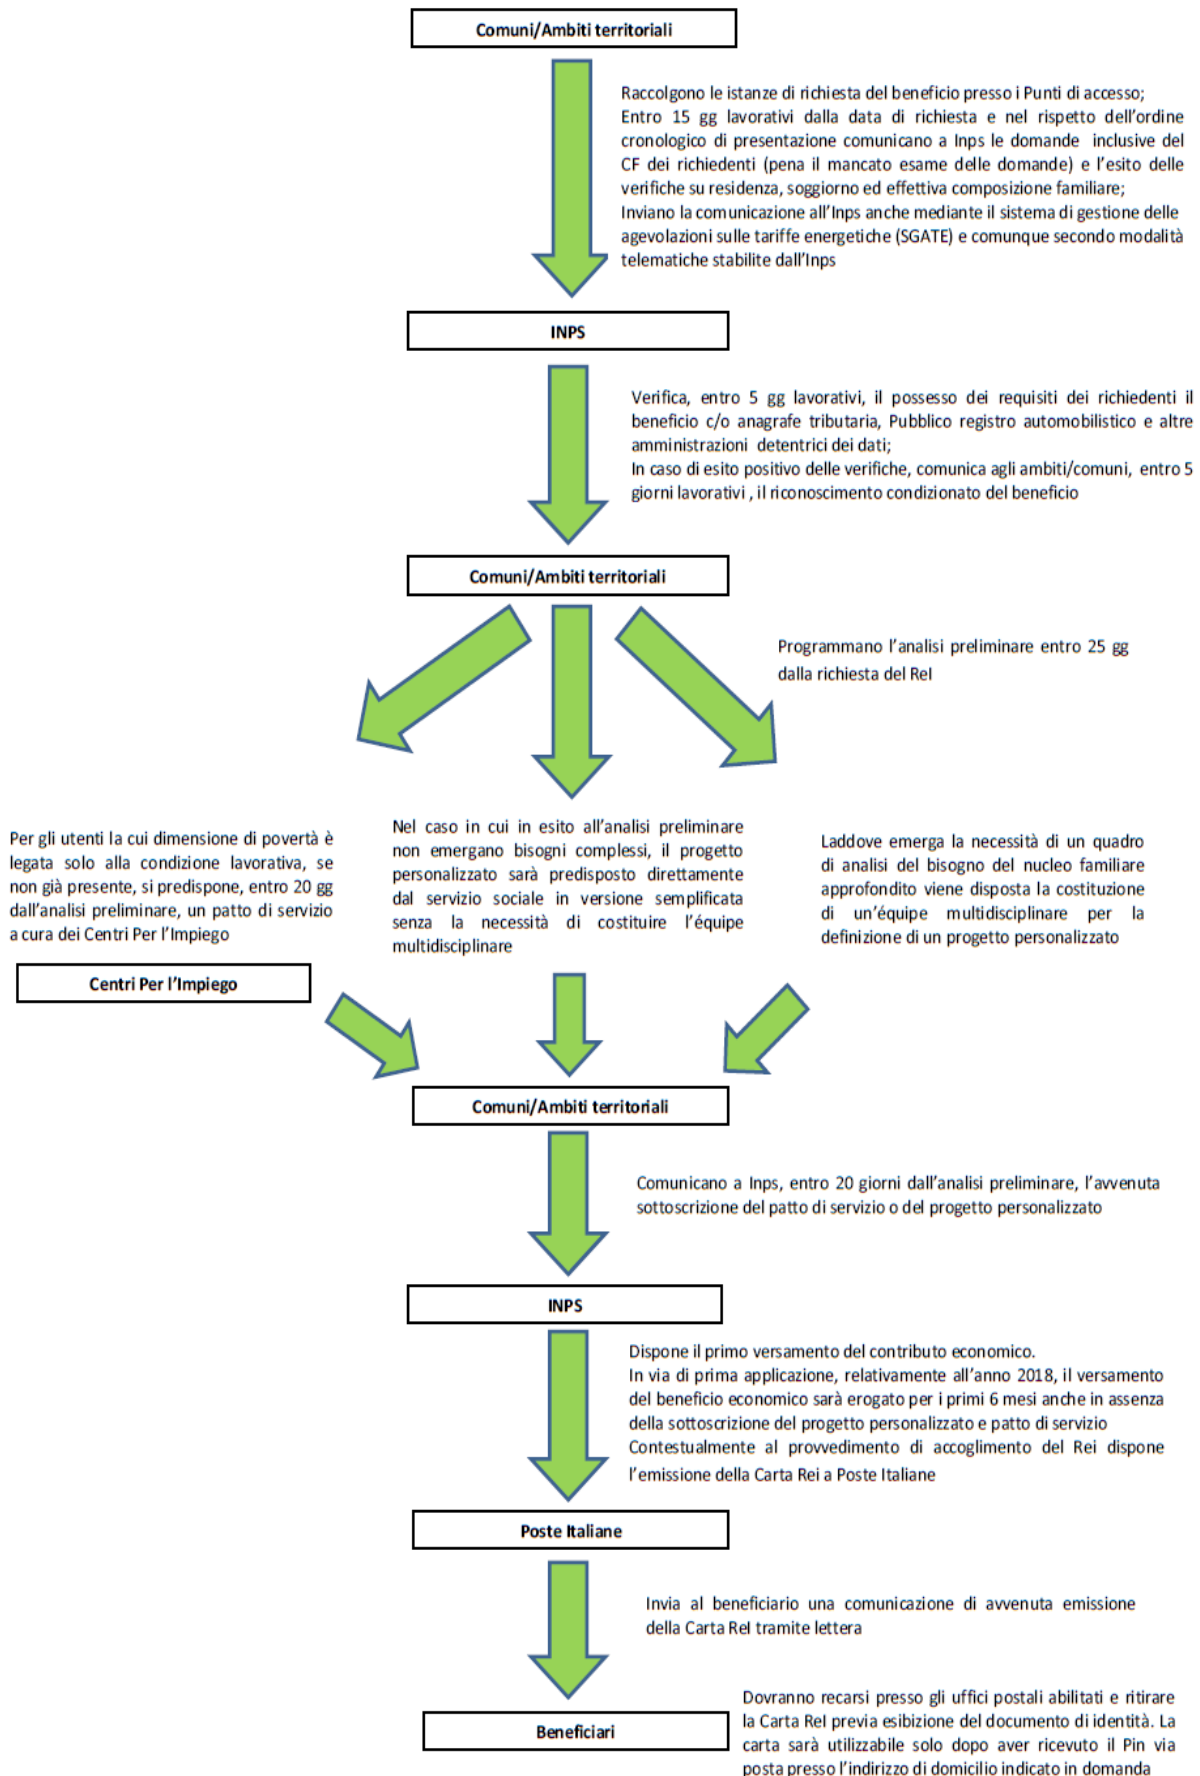 Comuni/Ambiti territoriali
Raccolgono le istanze di richiesta del beneficio presso i Punti di accesso;
Entro 15 gg lavorativi dalla data di richiesta e nel rispetto dell'ordine
cronologico di presentazione comunicano a Inps le domande inclusive del
CF dei richiedenti (pena il mancato esame delle domande) e l'esito delle
verifiche su residenza, soggiorno ed effettiva composizione familiare;
Inviano la comunicazione all'Inps anche mediante il sistema di gestione delle
agevolazioni sulle tariffe energetiche (SGATE) e comunque secondo modalità
telematiche stabilite dall'Inps
INPS
Verifica, entro 5 gg lavorativi, il possesso dei requisiti dei richiedenti il
beneficio c/o anagrafe tributaria, Pubblico registro automobilistico e altre
amministrazioni detentrici dei dati;
In caso di esito positivo delle verifiche, comunica agli ambiti/comuni, entro 5
giorni lavorativi , il riconoscimento condizionato del beneficio
Comuni/Ambiti territoriali
Programmano l'analisi preliminare entro 25 gg
dalla richiesta del ReI
Per gli utenti la cui dimensione di povertà è
legata solo alla condizione lavorativa, se
non già presente, si predispone, entro 20 gg
dall'analisi preliminare, un patto di servizio
a cura dei Centri Per l'Impiego
Nel caso in cui in esito all'analisi preliminare
non emergano bisogni complessi, il progetto
personalizzato sarà predisposto direttamente
dal servizio sociale in versione semplificata
senza la necessità di costituire l'équipe
multidisciplinare
Laddove emerga la necessità di un quadro
di analisi del bisogno del nucleo familiare
approfondito viene disposta la costituzione
di un'équipe multidisciplinare per la
definizione di un progetto personalizzato
Centri Per l'Impiego
Comuni/Ambiti territoriali
Comunicano a Inps, entro 20 giorni dall'analisi preliminare, l'avvenuta
sottoscrizione del patto di servizio o del progetto personalizzato
INPS
Dispone il primo versamento del contributo economico.
In via di prima applicazione, relativamente all'anno 2018, il versamento
del beneficio economico sarà erogato per i primi 6 mesi anche in assenza
della sottoscrizione del progetto personalizzato e patto di servizio
Contestualmente al provvedimento di accoglimento del Rei dispone
l'emissione della Carta Rei a Poste Italiane
Poste Italiane
Invia al beneficiario una comunicazione di avvenuta emissione
della Carta ReI tramite lettera
Beneficiari
Dovranno recarsi presso gli uffici postali abilitati e ritirare
la Carta ReI previa esibizione del documento di identità. La
carta sarà utilizzabile solo dopo aver ricevuto il Pin via
posta presso l'indirizzo di domicilio indicato in domanda